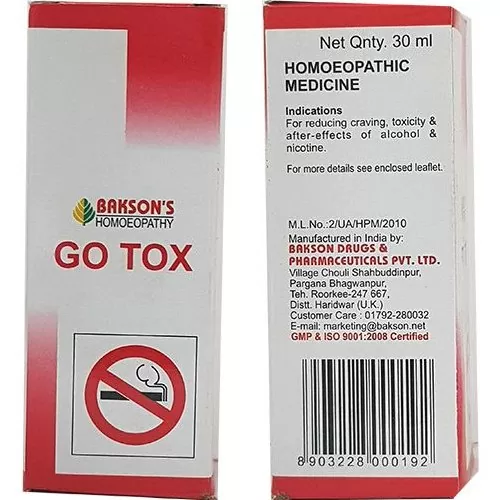 BAKSON'S
HOMOEOPATHY
GO TOX
Net Qnty. 30 ml
HOMOEOPATHIC
MEDICINE
Indications
For reducing craving, toxicity &
after-effects of alcohol &
nicotine.
For more details see enclosed leaflet.
M.L.No.:2/UA/HPM/2010
Manufactured in India by:
BAKSON DRUGS &
PHARMACEUTICALS PVT. LTD.
Village Chouli Shahbuddinpur,
Pargana Bhagwanpur,
Teh. Roorkee-247 667,
Distt. Haridwar (U.K.)
Customer Care : 01792-280032
E-mail: marketing@bakson.net
GMP & ISO 9001:2008 Certified
8 903228 000192